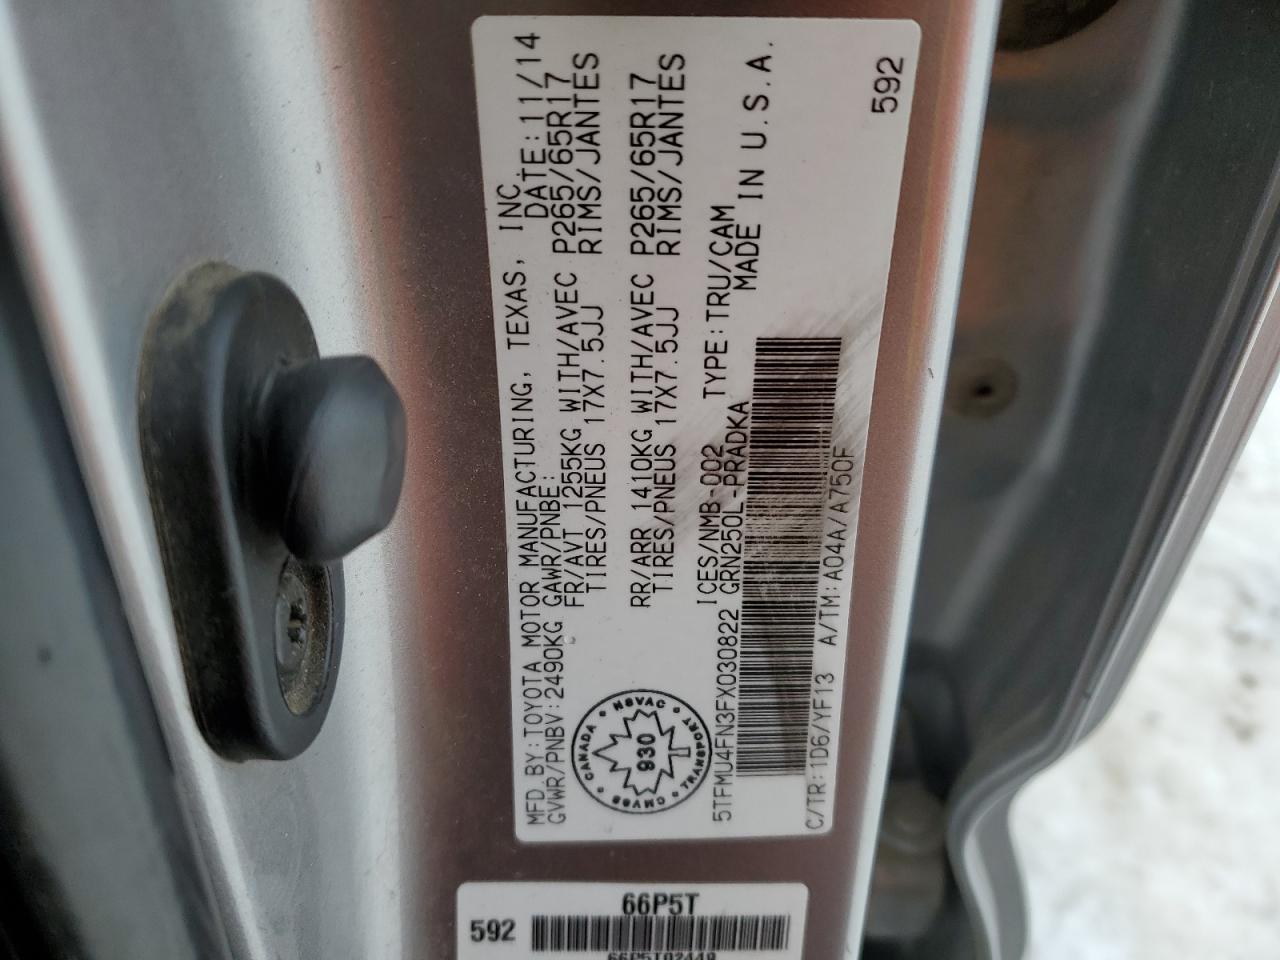 MFD. BY: TOYOTA MOTOR MANUFACTURING, TEXAS, INC.
GVWR/PNBV: 2490KG GAWR/PNBE: DATE: 11/14
FR/AVT 1255KG WITH/AVEC P265/65R17
TIRES/PNEUS 17X7.5JJ RIMS/JANTES
RR/ARR 1410KG WITH/AVEC P265/65R17
TIRES/PNEUS 17X7.5JJ RIMS/JANTES
CANADA NSVAC TRANSPORT CMVSS
930
ICES/NMB-002 TYPE: TRU/CAM
5TFMU4FN3FX030822 GRN250L-PRADKA MADE IN U.S.A.
C/TR: 1D6/YF13 A/TM: A04A/A750F
592
66P5T
592
66P5T02449